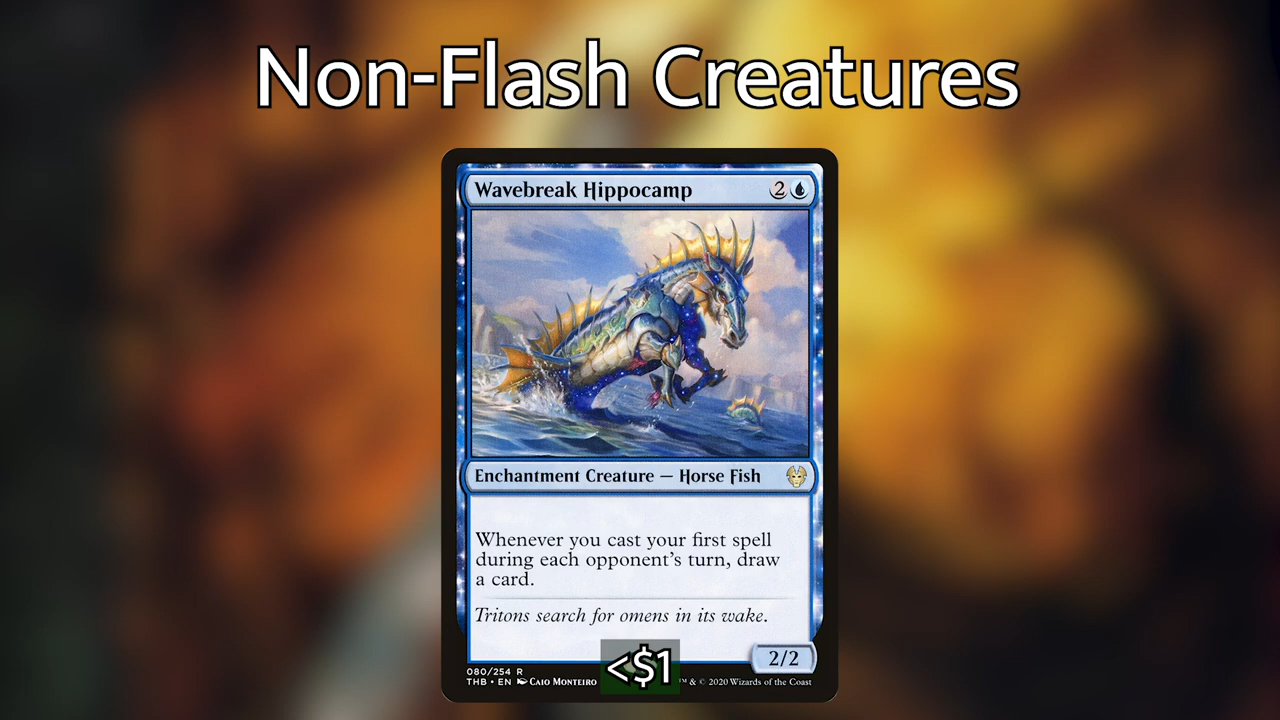 Non-Flash Creatures
Wavebreak Hippocamp 2
Enchantment Creature — Horse Fish
Whenever you cast your first spell
during each opponent's turn, draw
a card.
Tritons search for omens in its wake.
2/2
<$1
080/254 R
THB • EN Caio Monteiro ™ & © 2020 Wizards of the Coast